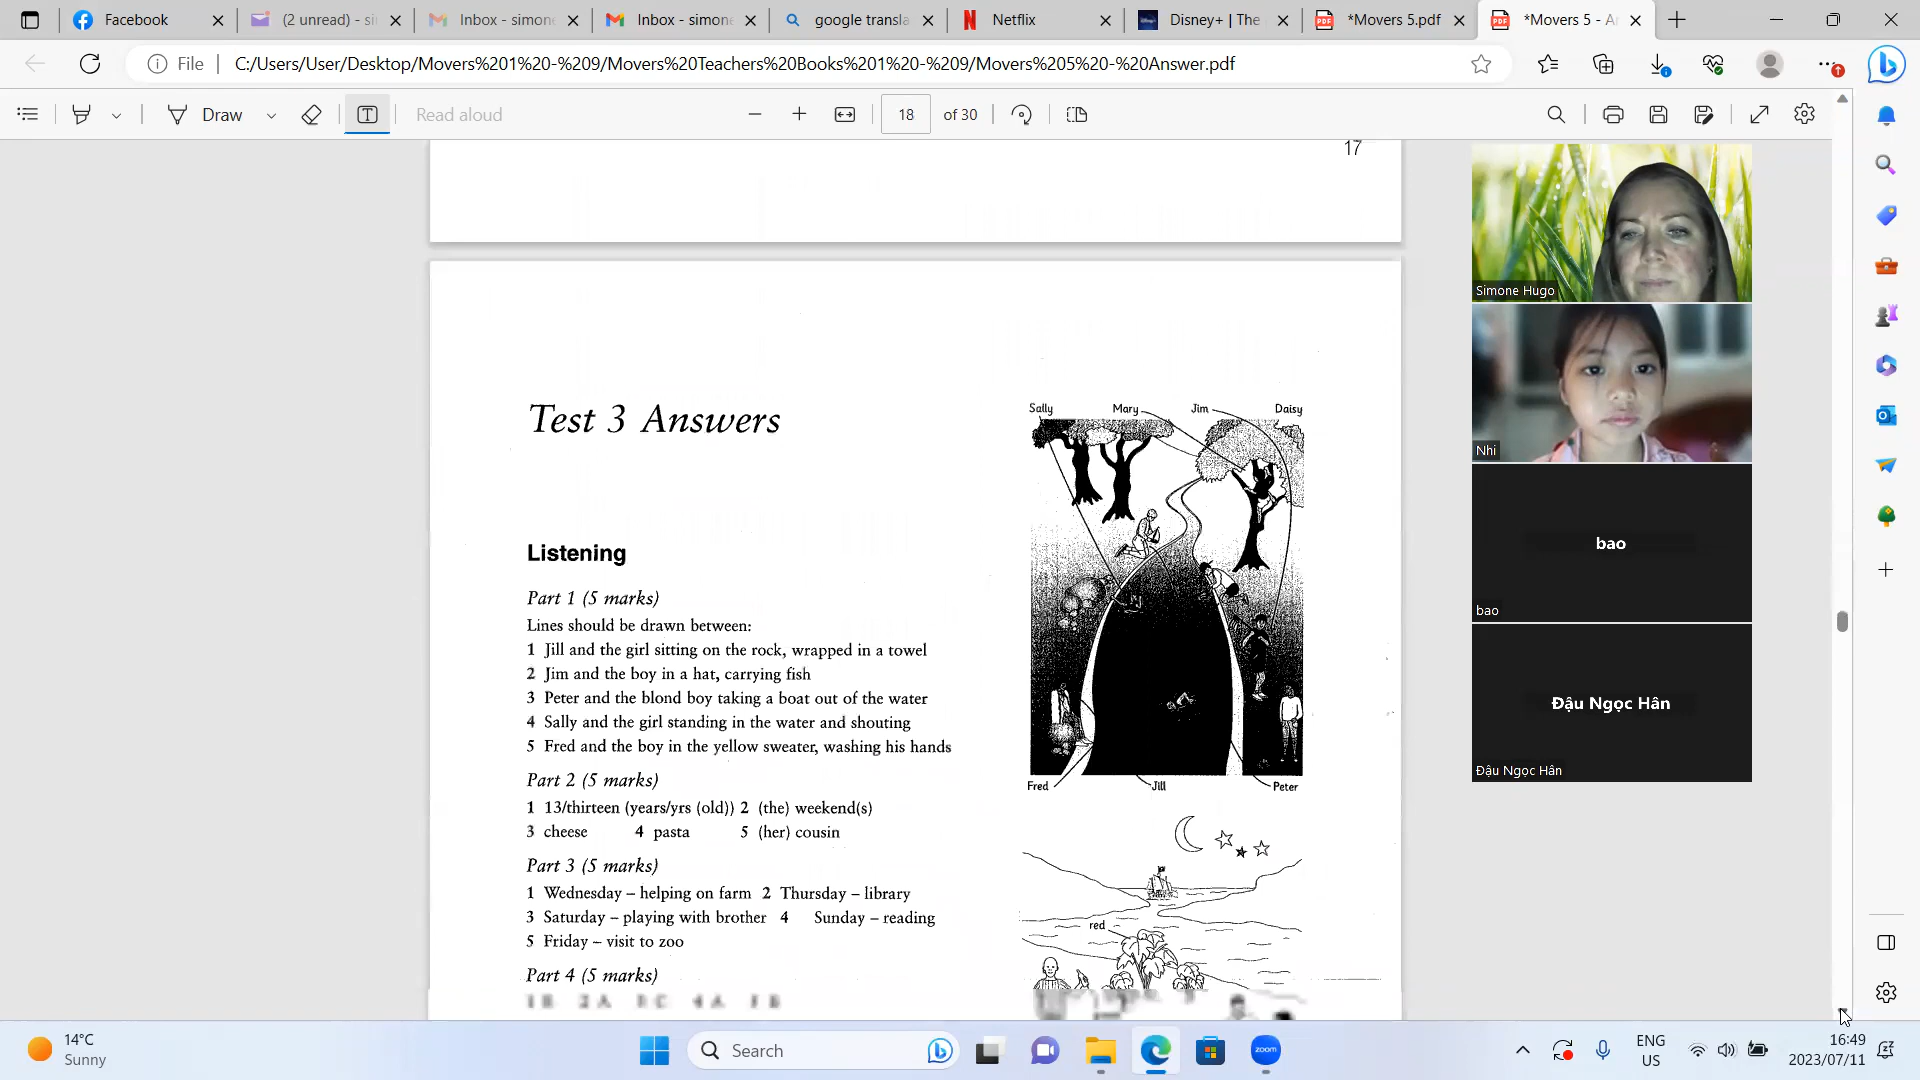 Facebook
(2 unread) - si
Inbox - simone
Inbox - simone
google transla
Netflix
Disney+ | The
*Movers 5.pdf
*Movers 5 - A
File
C:/Users/User/Desktop/Movers%201%20-%209/Movers%20Teachers%20Books%201%20-%209/Movers%205%20-%20Answer.pdf
Draw
Read aloud
18 of 30
17
Simone Hugo
Nhi
bao
bao
Đậu Ngọc Hân
Đậu Ngọc Hân
Test 3 Answers
Sally Mary Jim Daisy
Listening
Part 1 (5 marks)
Lines should be drawn between:
1 Jill and the girl sitting on the rock, wrapped in a towel
2 Jim and the boy in a hat, carrying fish
3 Peter and the blond boy taking a boat out of the water
4 Sally and the girl standing in the water and shouting
5 Fred and the boy in the yellow sweater, washing his hands
Fred Jill Peter
Part 2 (5 marks)
1 13/thirteen (years/yrs (old)) 2 (the) weekend(s)
3 cheese 4 pasta 5 (her) cousin
Part 3 (5 marks)
1 Wednesday – helping on farm 2 Thursday – library
3 Saturday – playing with brother 4 Sunday – reading
5 Friday – visit to zoo
red
Part 4 (5 marks)
14°C
Sunny
Search
zoom
ENG
US
16:49
2023/07/11